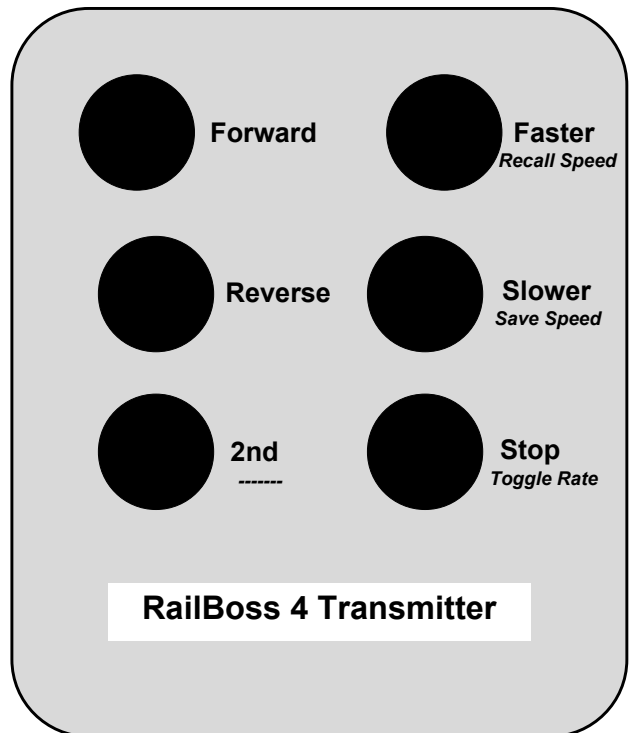 Forward
Faster
Recall Speed
Reverse
Slower
Save Speed
2nd
-------
Stop
Toggle Rate
RailBoss 4 Transmitter